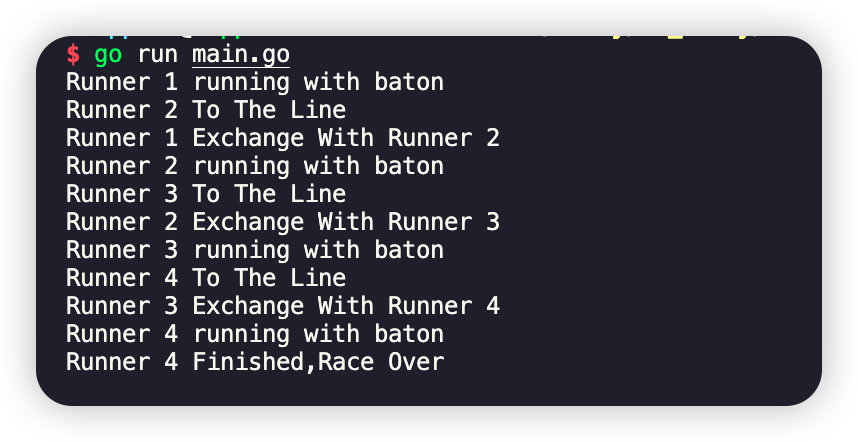 $ go run main.go
Runner 1 running with baton
Runner 2 To The Line
Runner 1 Exchange With Runner 2
Runner 2 running with baton
Runner 3 To The Line
Runner 2 Exchange With Runner 3
Runner 3 running with baton
Runner 4 To The Line
Runner 3 Exchange With Runner 4
Runner 4 running with baton
Runner 4 Finished,Race Over